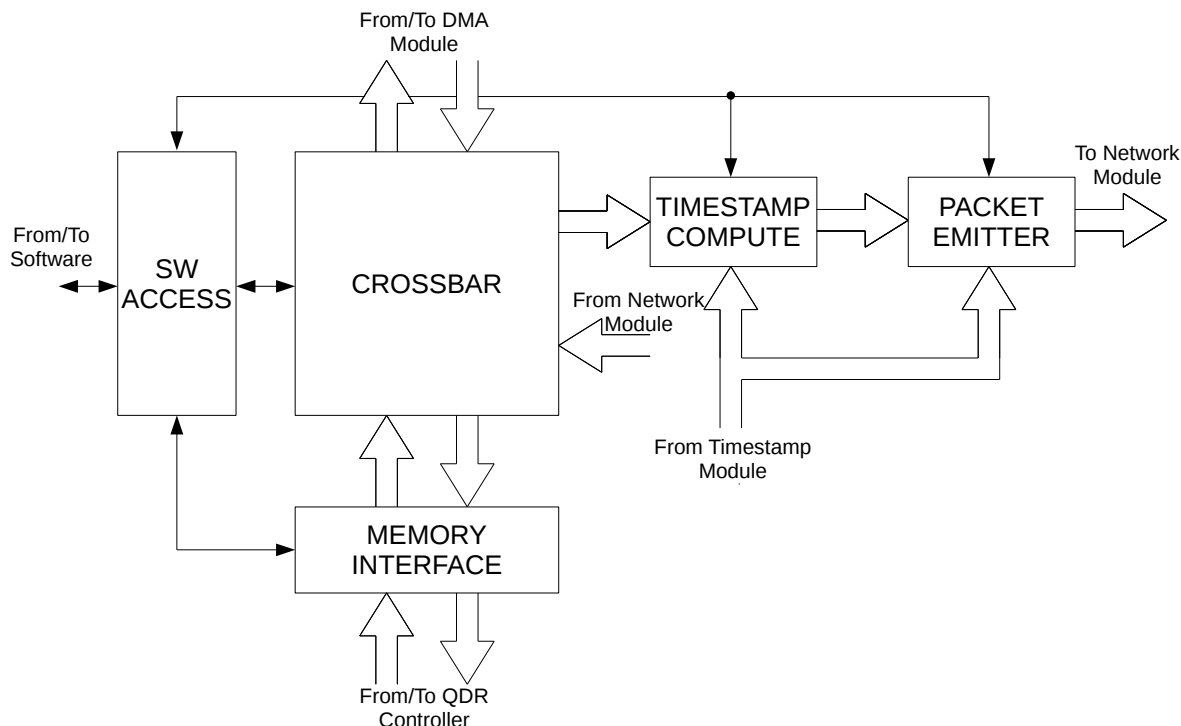 From/To DMA
Module
To Network
Module
TIMESTAMP
COMPUTE
PACKET
EMITTER
From/To
Software
SW
ACCESS
CROSSBAR
From Network
Module
From Timestamp
Module
MEMORY
INTERFACE
From/To QDR
Controller